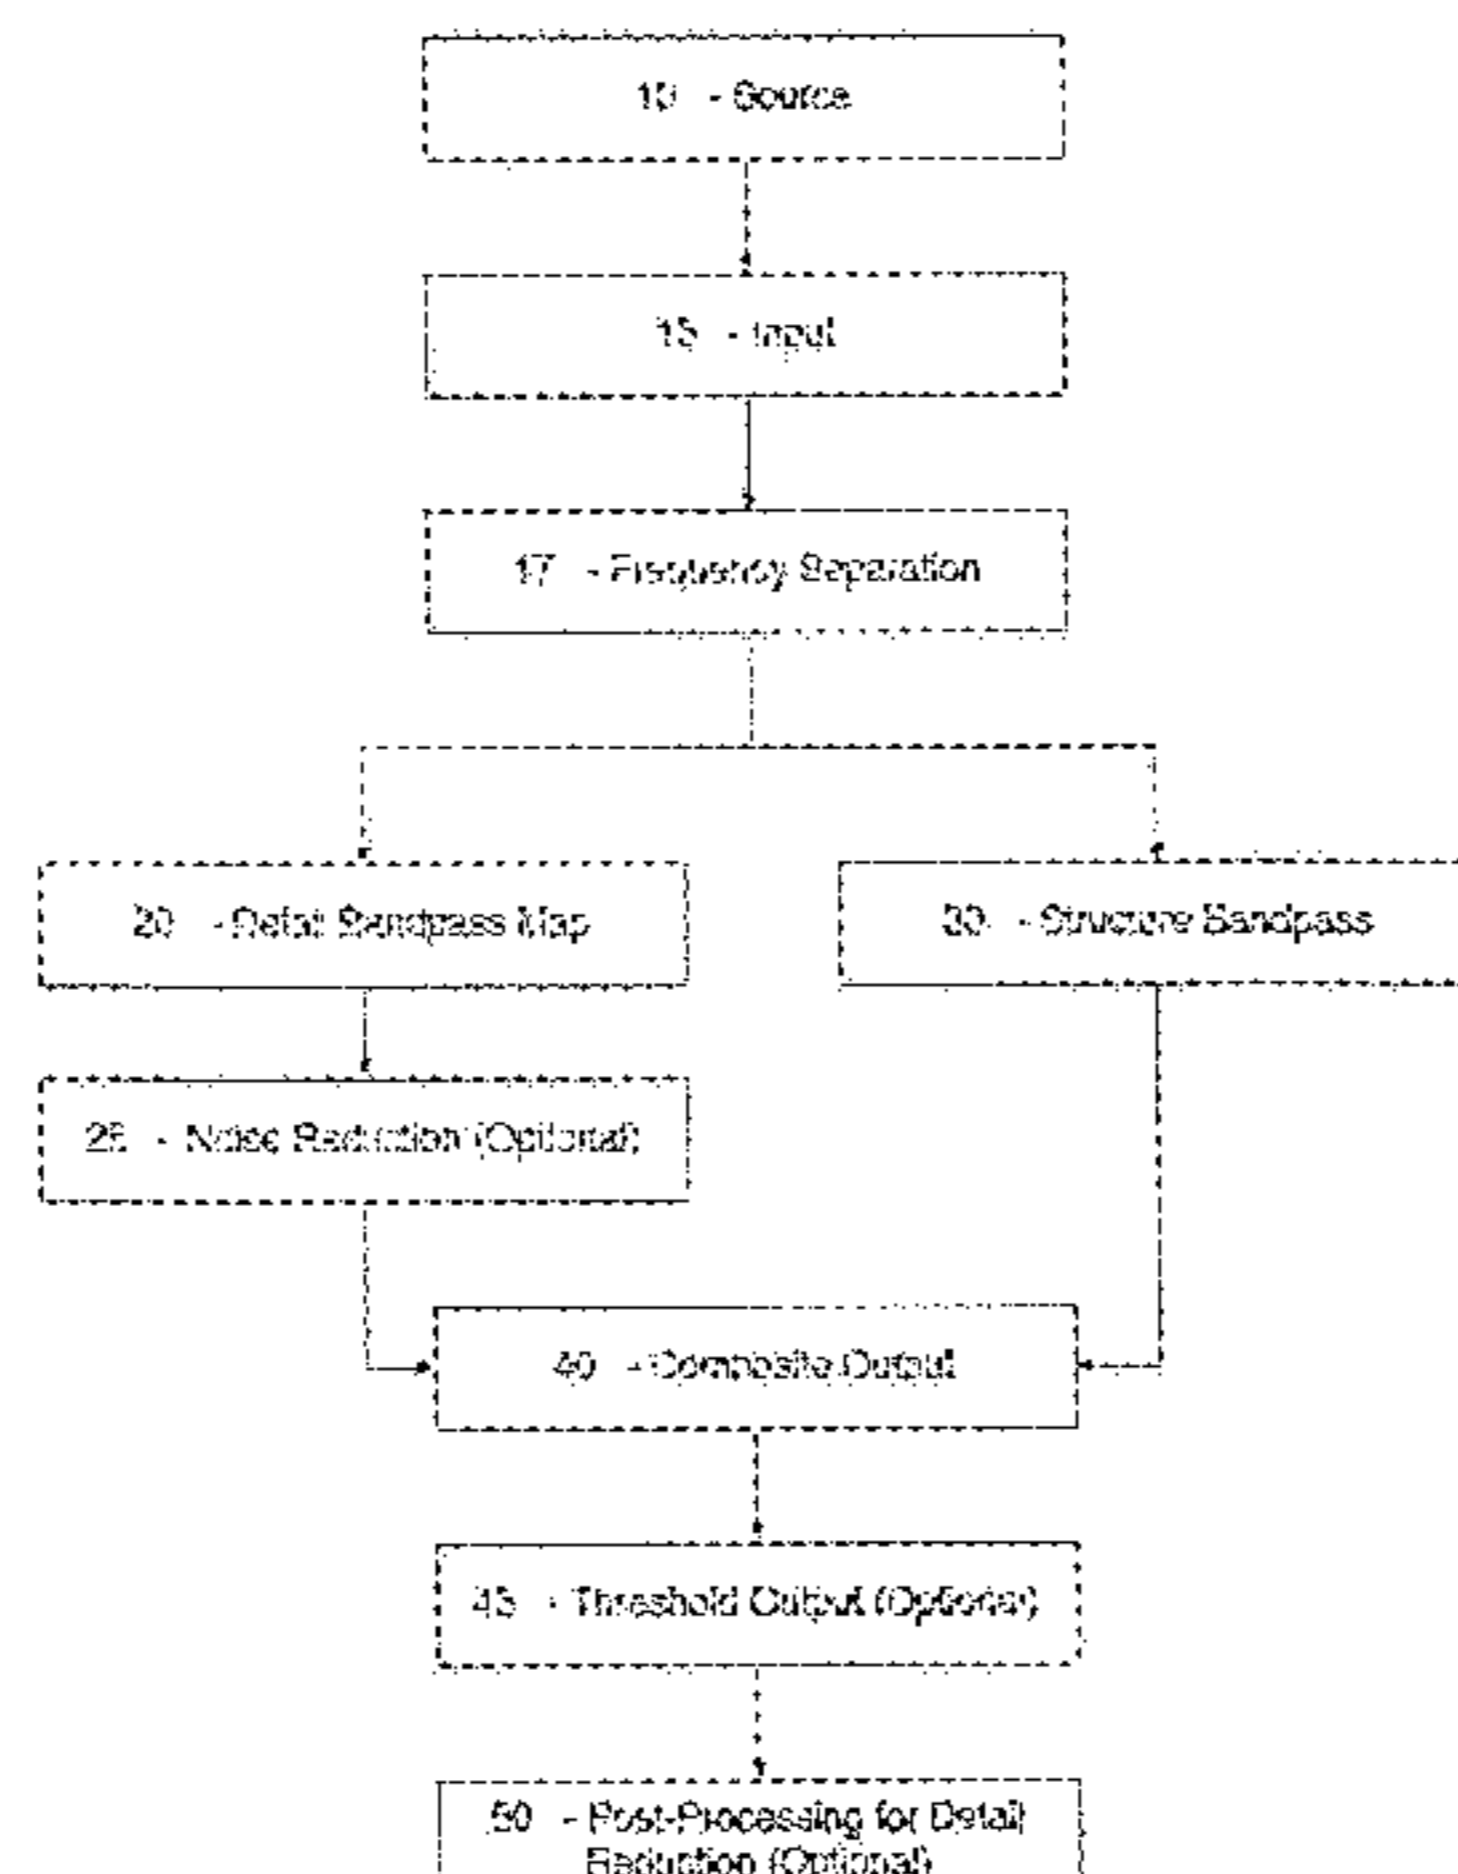 10 - Source
15 - Input
17 - Frequency Separation
20 - Detail Bandpass Map
30 - Structure Bandpass
25 - Noise Reduction (Optional)
40 - Composite Output
45 - Threshold Output (Optional)
50 - Post-Processing for Detail
Reduction (Optional)